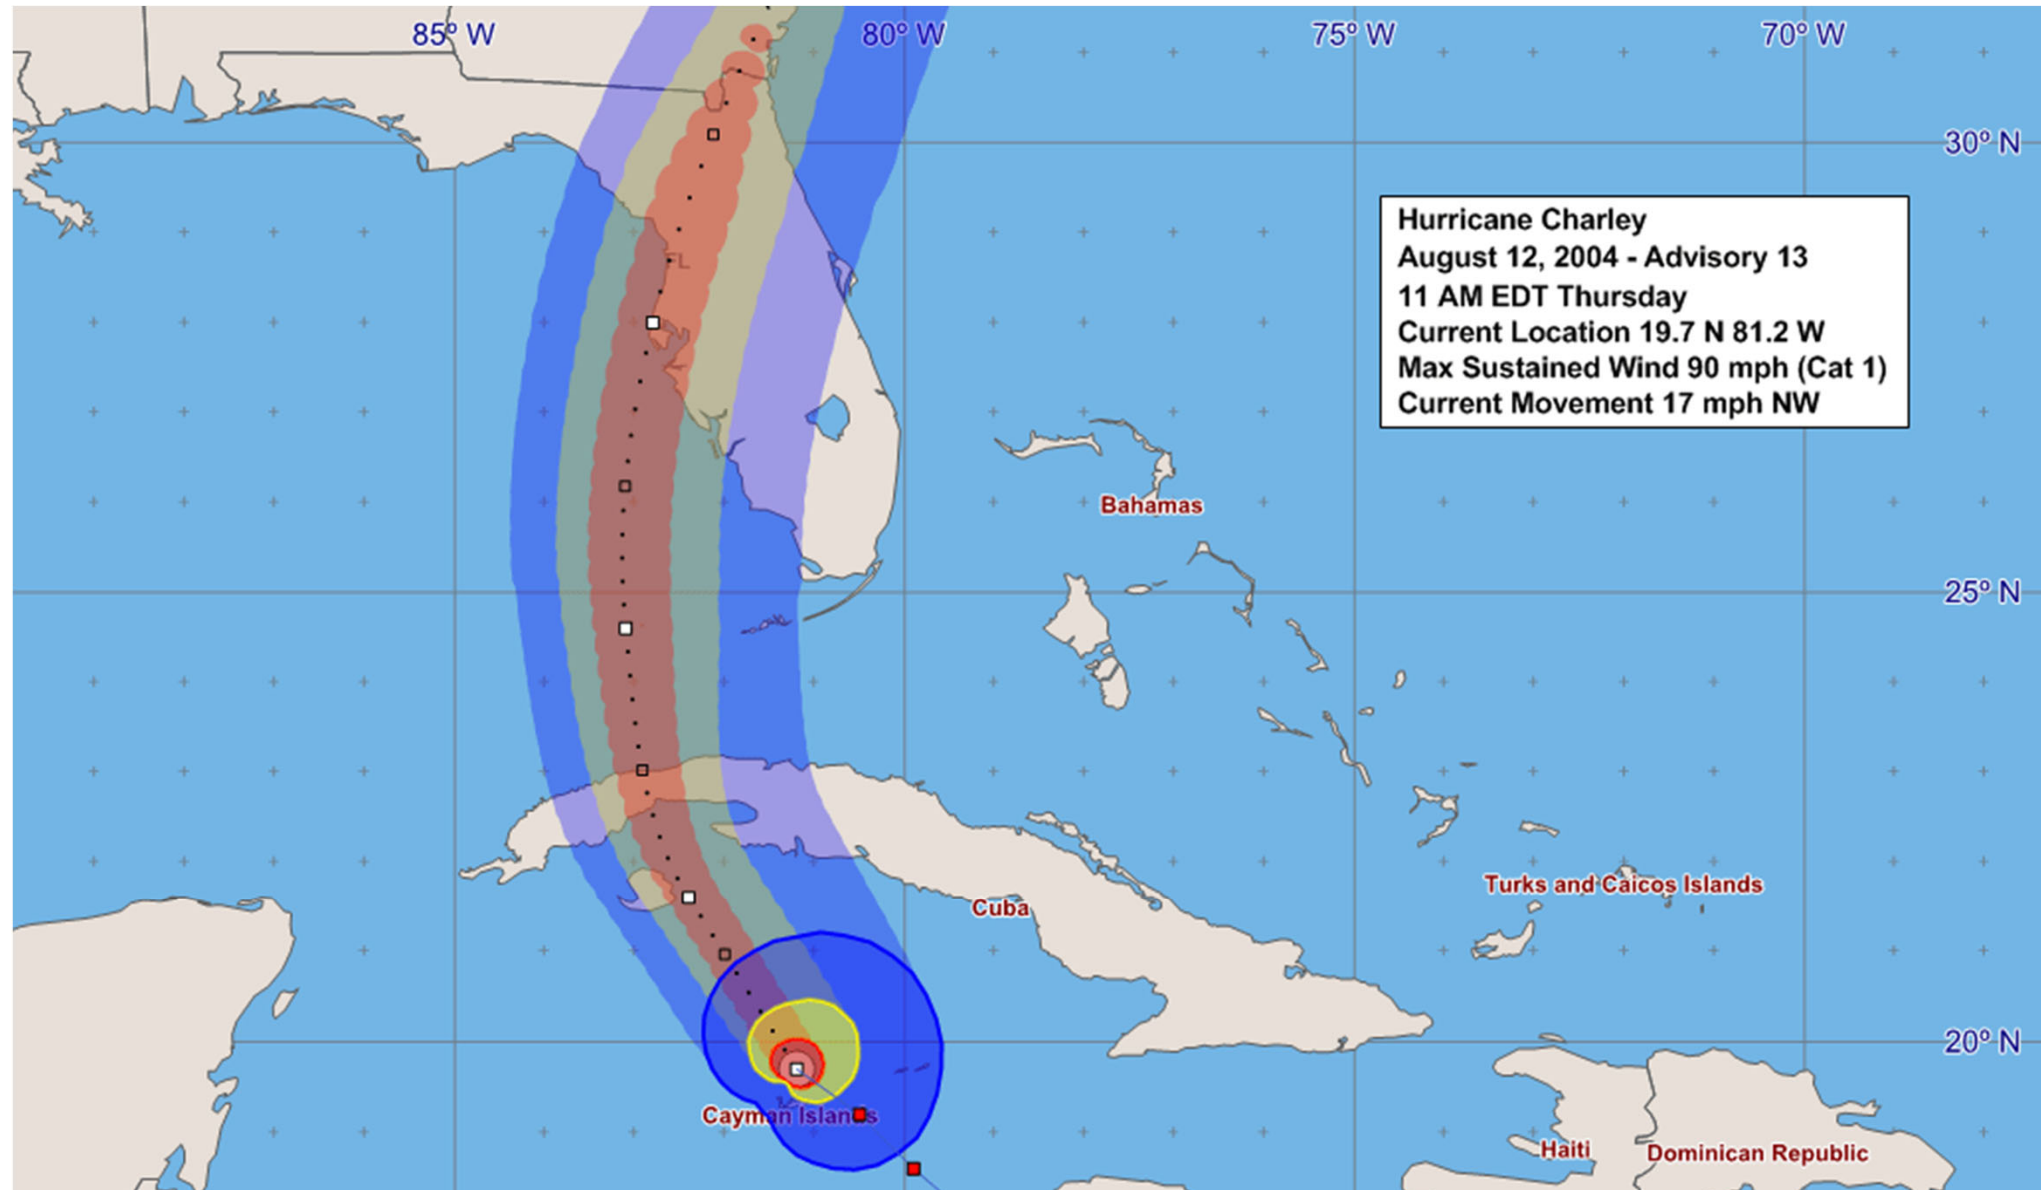 85° W
80° W
75° W
70° W
30° N
Hurricane Charley
August 12, 2004 - Advisory 13
11 AM EDT Thursday
Current Location 19.7 N 81.2 W
Max Sustained Wind 90 mph (Cat 1)
Current Movement 17 mph NW
FL
Bahamas
25° N
Turks and Caicos Islands
Cuba
20° N
Cayman Islands
Haiti
Dominican Republic